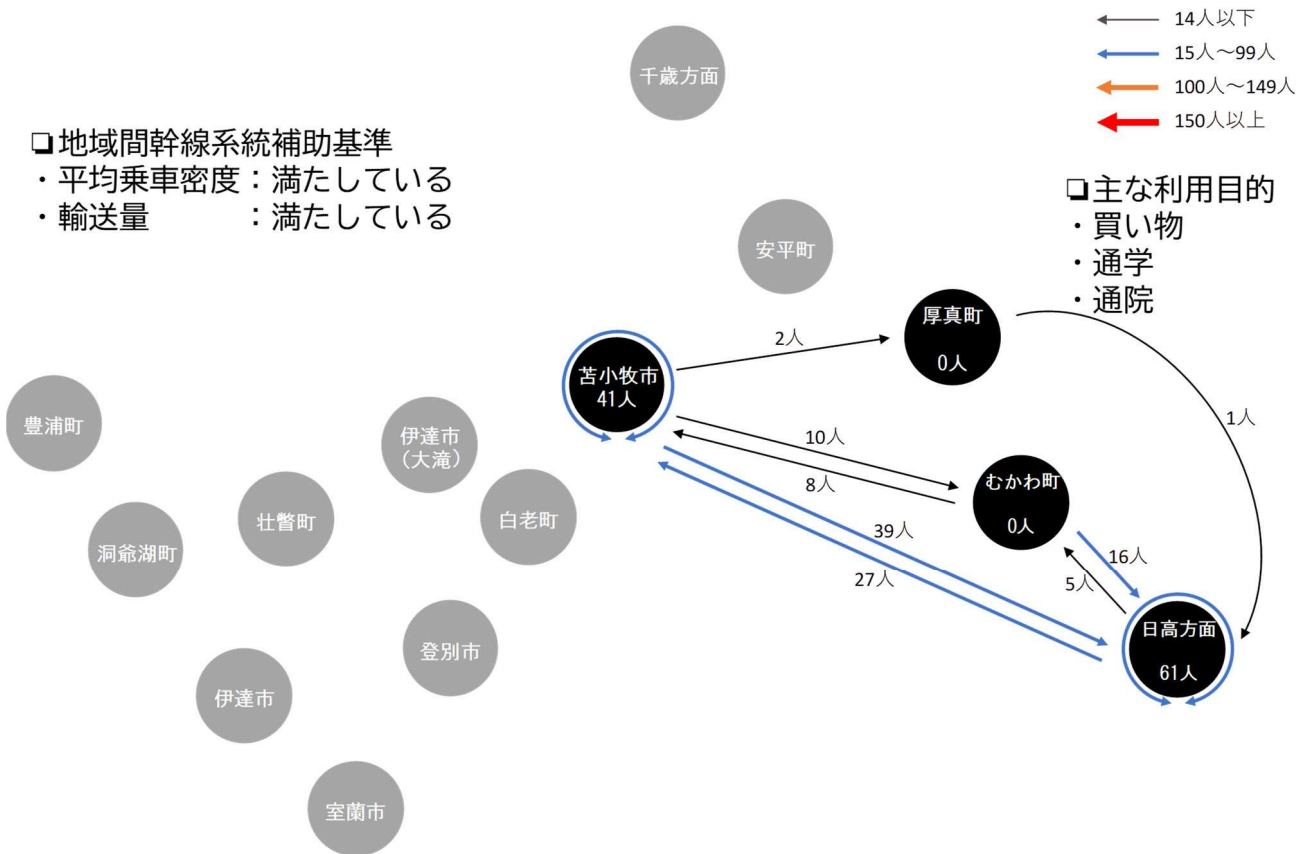 14人以下
15人～99人
100人～149人
150人以上
千歳方面
❏地域間幹線系統補助基準
・平均乗車密度：満たしている
・輸送量　　　：満たしている
❏主な利用目的
・買い物
・通学
・通院
安平町
厚真町
0人
2人
苫小牧市
41人
1人
豊浦町
伊達市
（大滝）
10人
8人
むかわ町
0人
壮瞥町
白老町
洞爺湖町
39人
27人
16人
5人
日高方面
61人
登別市
伊達市
室蘭市